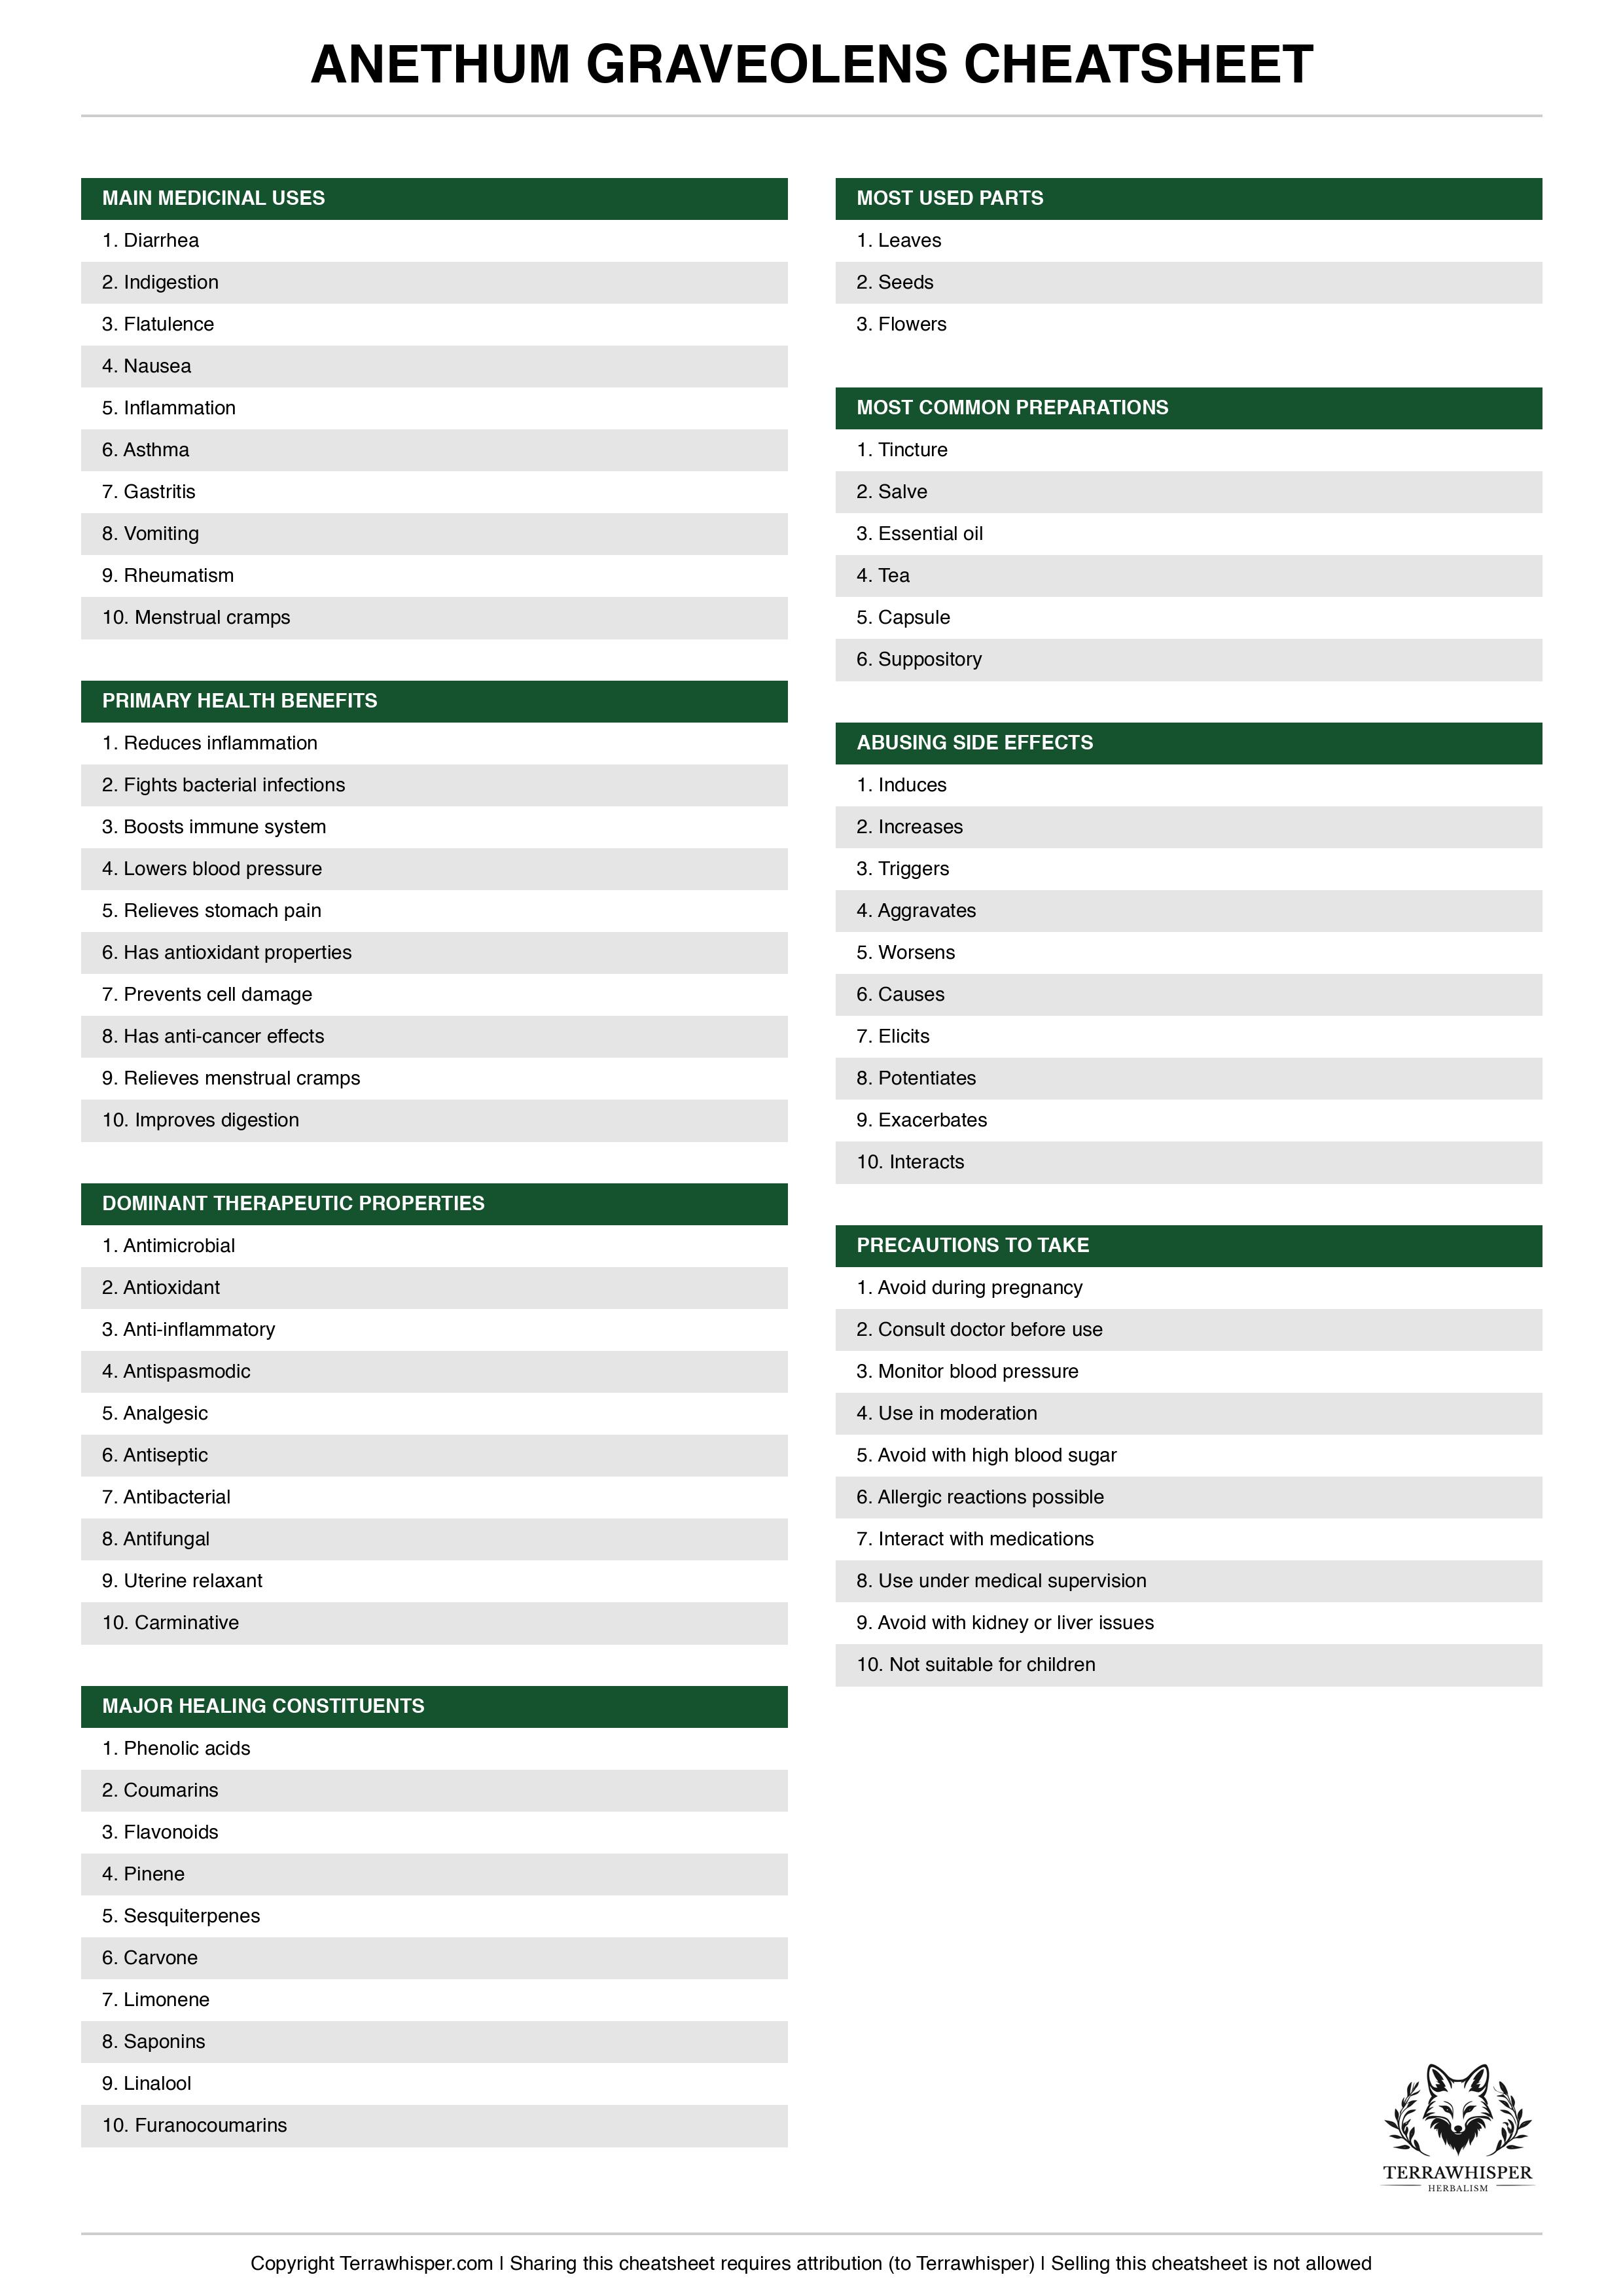 ANETHUM GRAVEOLENS CHEATSHEET
MAIN MEDICINAL USES
1. Diarrhea
2. Indigestion
3. Flatulence
4. Nausea
5. Inflammation
6. Asthma
7. Gastritis
8. Vomiting
9. Rheumatism
10. Menstrual cramps
PRIMARY HEALTH BENEFITS
1. Reduces inflammation
2. Fights bacterial infections
3. Boosts immune system
4. Lowers blood pressure
5. Relieves stomach pain
6. Has antioxidant properties
7. Prevents cell damage
8. Has anti-cancer effects
9. Relieves menstrual cramps
10. Improves digestion
DOMINANT THERAPEUTIC PROPERTIES
1. Antimicrobial
2. Antioxidant
3. Anti-inflammatory
4. Antispasmodic
5. Analgesic
6. Antiseptic
7. Antibacterial
8. Antifungal
9. Uterine relaxant
10. Carminative
MAJOR HEALING CONSTITUENTS
1. Phenolic acids
2. Coumarins
3. Flavonoids
4. Pinene
5. Sesquiterpenes
6. Carvone
7. Limonene
8. Saponins
9. Linalool
10. Furanocoumarins
MOST USED PARTS
1. Leaves
2. Seeds
3. Flowers
MOST COMMON PREPARATIONS
1. Tincture
2. Salve
3. Essential oil
4. Tea
5. Capsule
6. Suppository
ABUSING SIDE EFFECTS
1. Induces
2. Increases
3. Triggers
4. Aggravates
5. Worsens
6. Causes
7. Elicits
8. Potentiates
9. Exacerbates
10. Interacts
PRECAUTIONS TO TAKE
1. Avoid during pregnancy
2. Consult doctor before use
3. Monitor blood pressure
4. Use in moderation
5. Avoid with high blood sugar
6. Allergic reactions possible
7. Interact with medications
8. Use under medical supervision
9. Avoid with kidney or liver issues
10. Not suitable for children
TERRAWHISPER
HERBALISM
Copyright Terrawhisper.com | Sharing this cheatsheet requires attribution (to Terrawhisper) | Selling this cheatsheet is not allowed